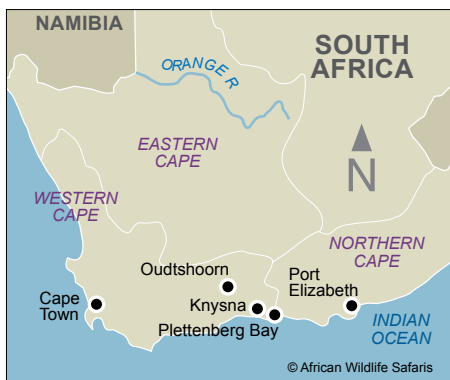 NAMIBIA
SOUTH
AFRICA
ORANGE R
EASTERN
CAPE
N
WESTERN
CAPE
NORTHERN
CAPE
Oudtshoorn
Port
Elizabeth
Cape
Town
Knysna
Plettenberg Bay
INDIAN
OCEAN
© African Wildlife Safaris